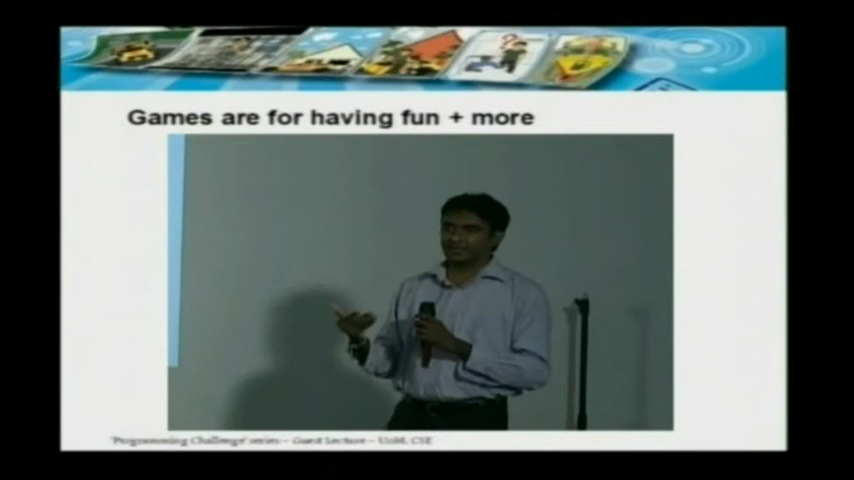 Games are for having fun + more
'Programming Challenge' series – Guest Lecture – UoM, CSE